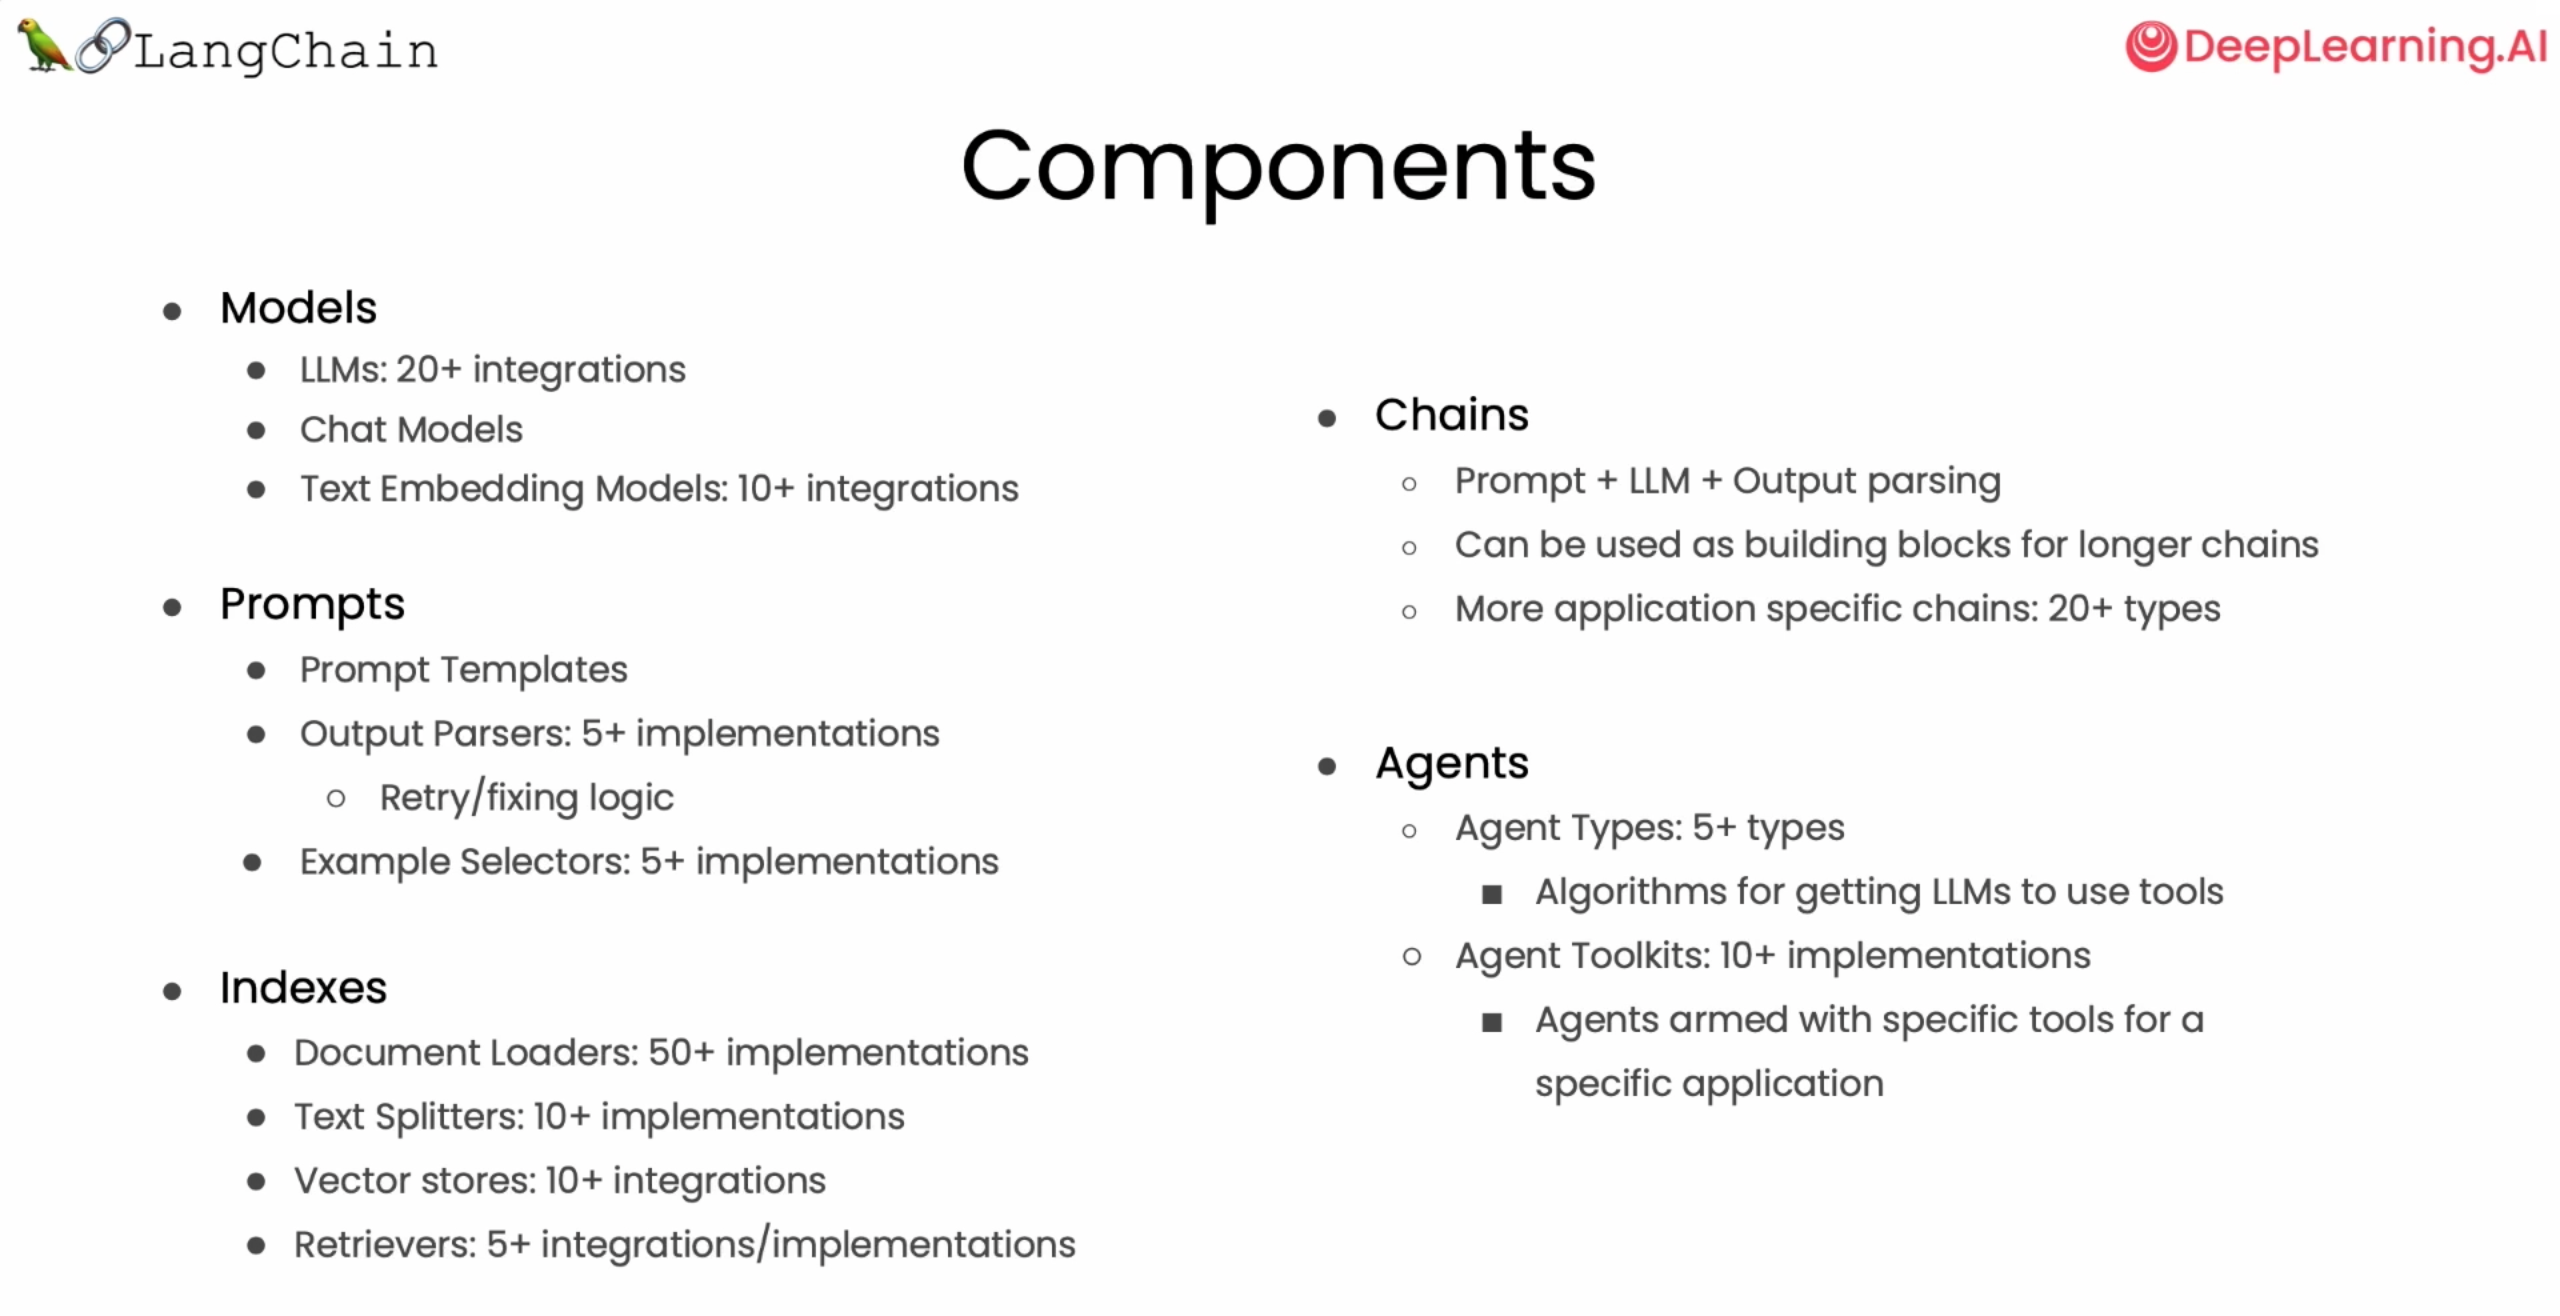 LangChain
DeepLearning.AI
Components
Models
LLMs: 20+ integrations
Chat Models
Text Embedding Models: 10+ integrations
Prompts
Prompt Templates
Output Parsers: 5+ implementations
Retry/fixing logic
Example Selectors: 5+ implementations
Indexes
Document Loaders: 50+ implementations
Text Splitters: 10+ implementations
Vector stores: 10+ integrations
Retrievers: 5+ integrations/implementations
Chains
Prompt + LLM + Output parsing
Can be used as building blocks for longer chains
More application specific chains: 20+ types
Agents
Agent Types: 5+ types
Algorithms for getting LLMs to use tools
Agent Toolkits: 10+ implementations
Agents armed with specific tools for a
specific application